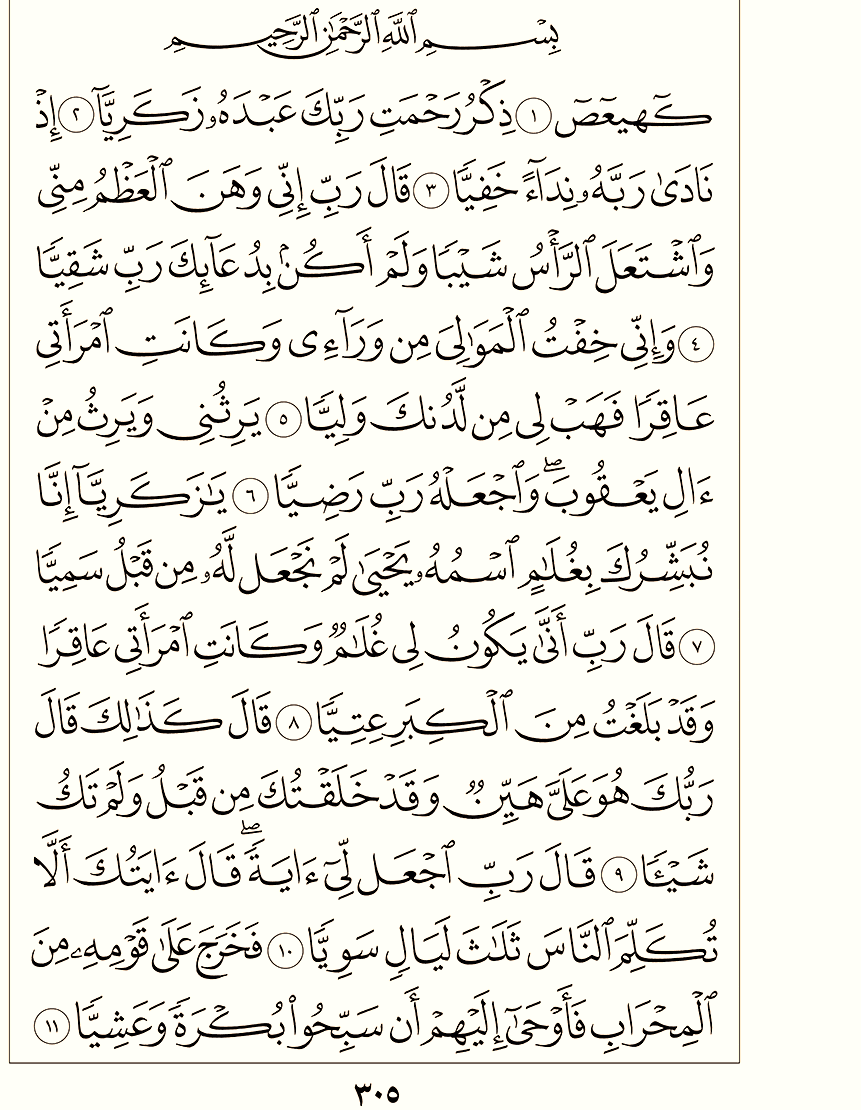 بِسْمِ ٱللَّهِ ٱلرَّحْمَٰنِ ٱلرَّحِيمِ
كٓهيعٓصٓ ١ ذِكْرُ رَحْمَتِ رَبِّكَ عَبْدَهُۥ زَكَرِيَّآ ٢ إِذْ
نَادَىٰ رَبَّهُۥ نِدَآءً خَفِيًّا ٣ قَالَ رَبِّ إِنِّى وَهَنَ ٱلْعَظْمُ مِنِّى
وَٱشْتَعَلَ ٱلرَّأْسُ شَيْبًا وَلَمْ أَكُنۢ بِدُعَآئِكَ رَبِّ شَقِيًّا
٤ وَإِنِّى خِفْتُ ٱلْمَوَٰلِىَ مِن وَرَآءِى وَكَانَتِ ٱمْرَأَتِى
عَاقِرًا فَهَبْ لِى مِن لَّدُنكَ وَلِيًّا ٥ يَرِثُنِى وَيَرِثُ مِنْ
ءَالِ يَعْقُوبَ ۖ وَٱجْعَلْهُ رَبِّ رَضِيًّا ٦ يَٰزَكَرِيَّآ إِنَّا
نُبَشِّرُكَ بِغُلَٰمٍ ٱسْمُهُۥ يَحْيَىٰ لَمْ نَجْعَل لَّهُۥ مِن قَبْلُ سَمِيًّا
٧ قَالَ رَبِّ أَنَّىٰ يَكُونُ لِى غُلَٰمٌ وَكَانَتِ ٱمْرَأَتِى عَاقِرًا
وَقَدْ بَلَغْتُ مِنَ ٱلْكِبَرِ عِتِيًّا ٨ قَالَ كَذَٰلِكَ قَالَ
رَبُّكَ هُوَ عَلَىَّ هَيِّنٌ وَقَدْ خَلَقْتُكَ مِن قَبْلُ وَلَمْ تَكُ
شَيْـًٔا ٩ قَالَ رَبِّ ٱجْعَل لِّىٓ ءَايَةً ۖ قَالَ ءَايَتُكَ أَلَّا
تُكَلِّمَ ٱلنَّاسَ ثَلَٰثَ لَيَالٍ سَوِيًّا ١٠ فَخَرَجَ عَلَىٰ قَوْمِهِۦ مِنَ
ٱلْمِحْرَابِ فَأَوْحَىٰٓ إِلَيْهِمْ أَن سَبِّحُوا۟ بُكْرَةً وَعَشِيًّا ١١
٣٠٥